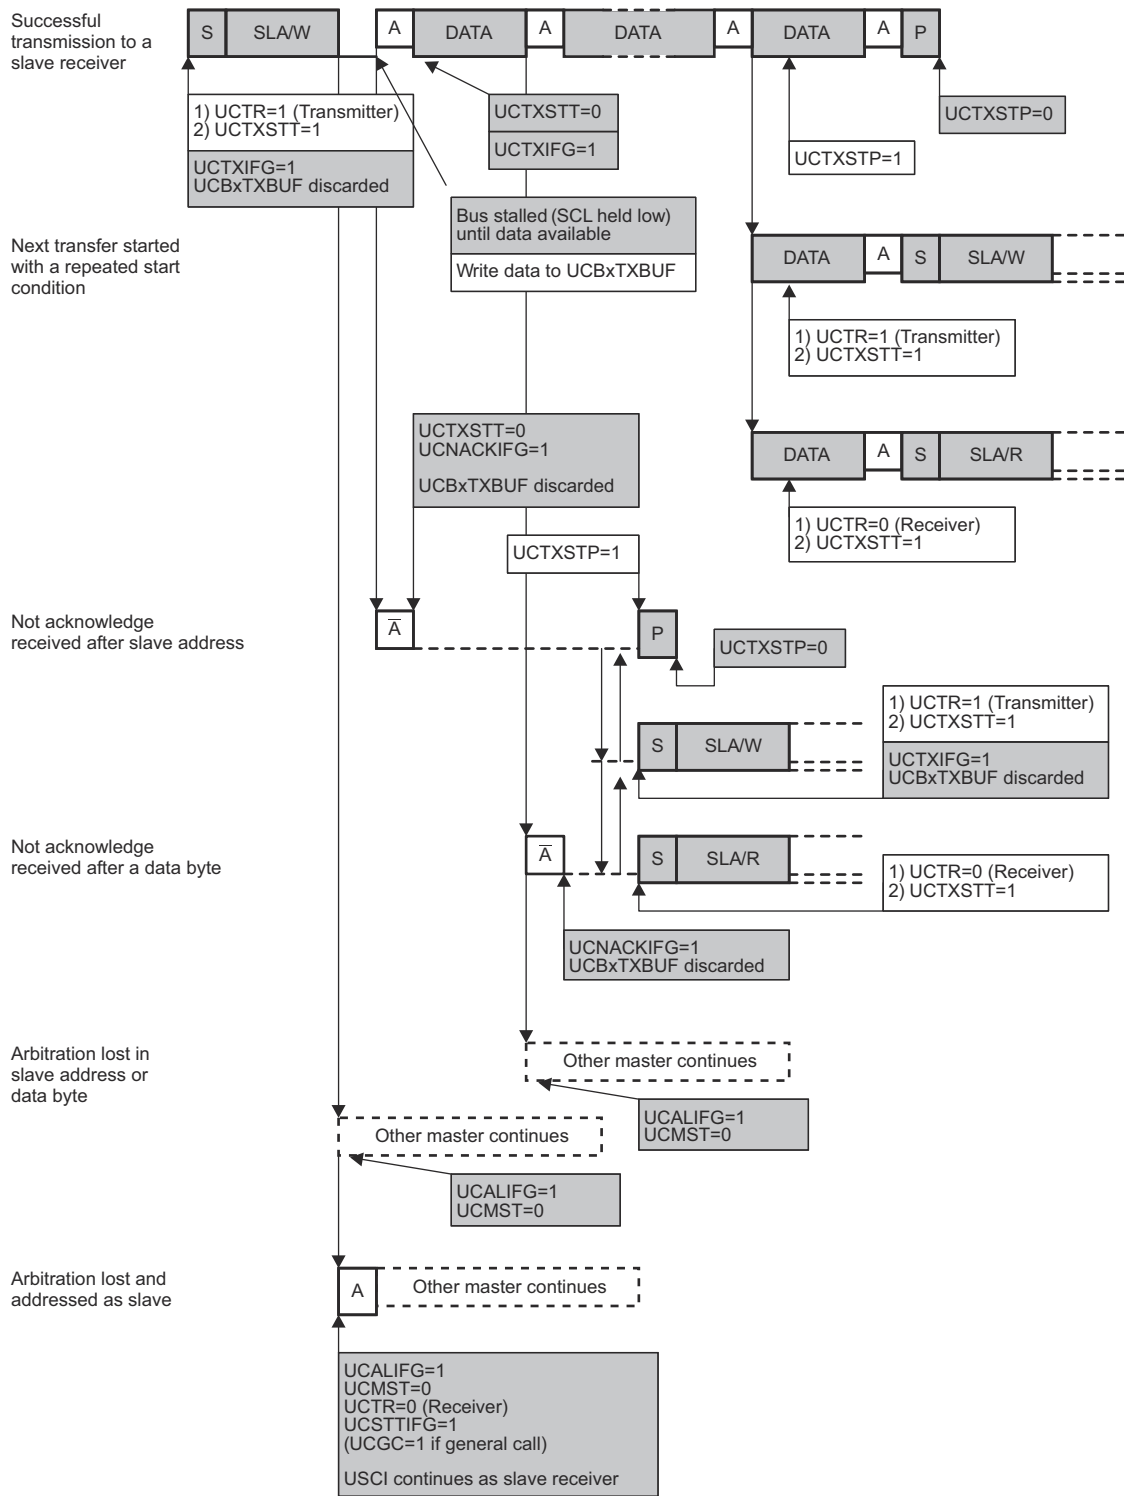 Successful
transmission to a
slave receiver
S SLA/W A DATA A DATA A DATA A P
1) UCTR=1 (Transmitter)
2) UCTXSTT=1
UCTXIFG=1
UCBxTXBUF discarded
UCTXSTT=0
UCTXIFG=1
UCTXSTP=1
UCTXSTP=0
Bus stalled (SCL held low)
until data available
Write data to UCBxTXBUF
Next transfer started
with a repeated start
condition
DATA A S SLA/W
1) UCTR=1 (Transmitter)
2) UCTXSTT=1
DATA A S SLA/R
1) UCTR=0 (Receiver)
2) UCTXSTT=1
UCTXSTT=0
UCNACKIFG=1
UCBxTXBUF discarded
UCTXSTP=1
Not acknowledge
received after slave address
A̅ P
UCTXSTP=0
S SLA/W
1) UCTR=1 (Transmitter)
2) UCTXSTT=1
UCTXIFG=1
UCBxTXBUF discarded
Not acknowledge
received after a data byte
A̅ S SLA/R
1) UCTR=0 (Receiver)
2) UCTXSTT=1
UCNACKIFG=1
UCBxTXBUF discarded
Arbitration lost in
slave address or
data byte
Other master continues
UCALIFG=1
UCMST=0
Other master continues
UCALIFG=1
UCMST=0
Arbitration lost and
addressed as slave
A Other master continues
UCALIFG=1
UCMST=0
UCTR=0 (Receiver)
UCSTTIFG=1
(UCGC=1 if general call)
USCI continues as slave receiver